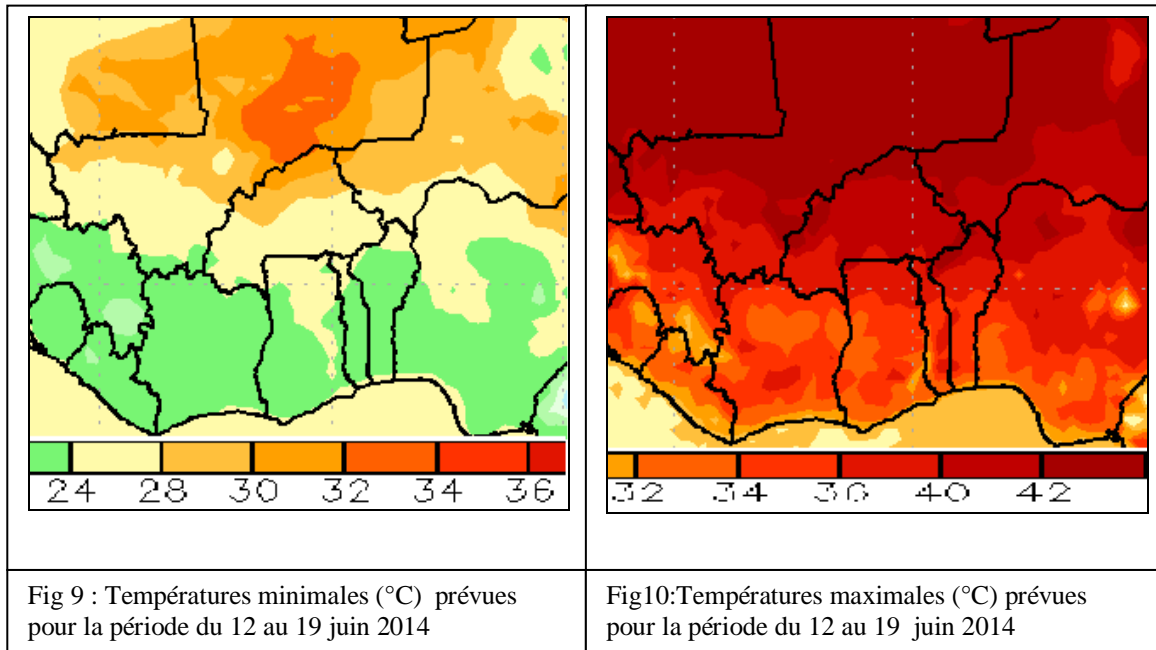 24 28 30 32 34 36
32 34 36 40 42
Fig 9 : Températures minimales (°C) prévues
pour la période du 12 au 19 juin 2014
Fig10:Températures maximales (°C) prévues
pour la période du 12 au 19 juin 2014